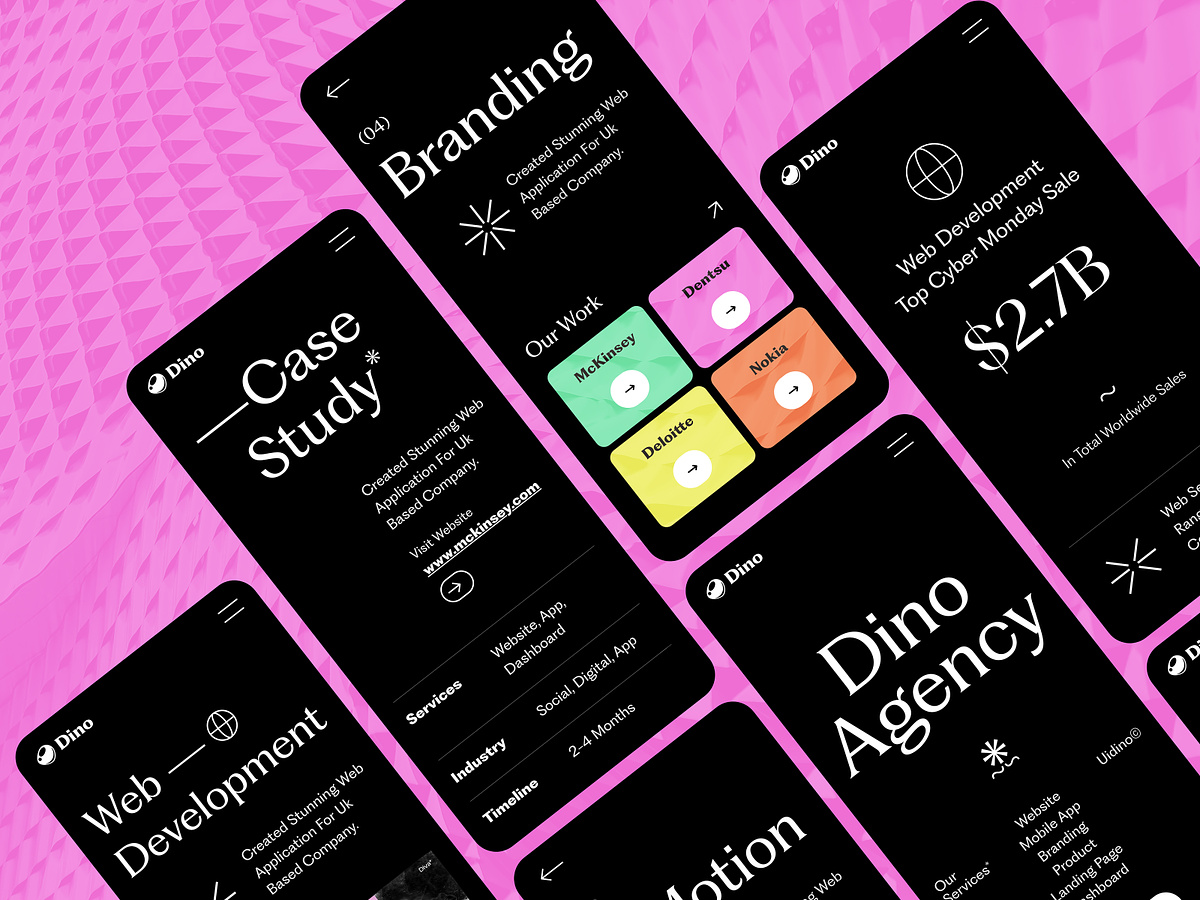 (04)
Branding
Created Stunning Web
Application For Uk
Based Company.
Our Work
McKinsey
Dentsu
Deloitte
Nokia
Dino
Web Development
Top Cyber Monday Sale
$2.7B
~
In Total Worldwide Sales
Web
Dino
Case
Study*
Created Stunning Web
Application For Uk
Based Company.
Visit Website
www.mckinsey.com
Services
Website, App,
Dashboard
Industry
Social, Digital, App
Timeline
2-4 Months
Dino
Dino
Agency
Uidino©
Our
Services*
Website
Mobile App
Branding
Product
Landing Page
Dashboard
Dino
Web
Development
Created Stunning Web
Application For Uk
Based Company.
Motion
Web